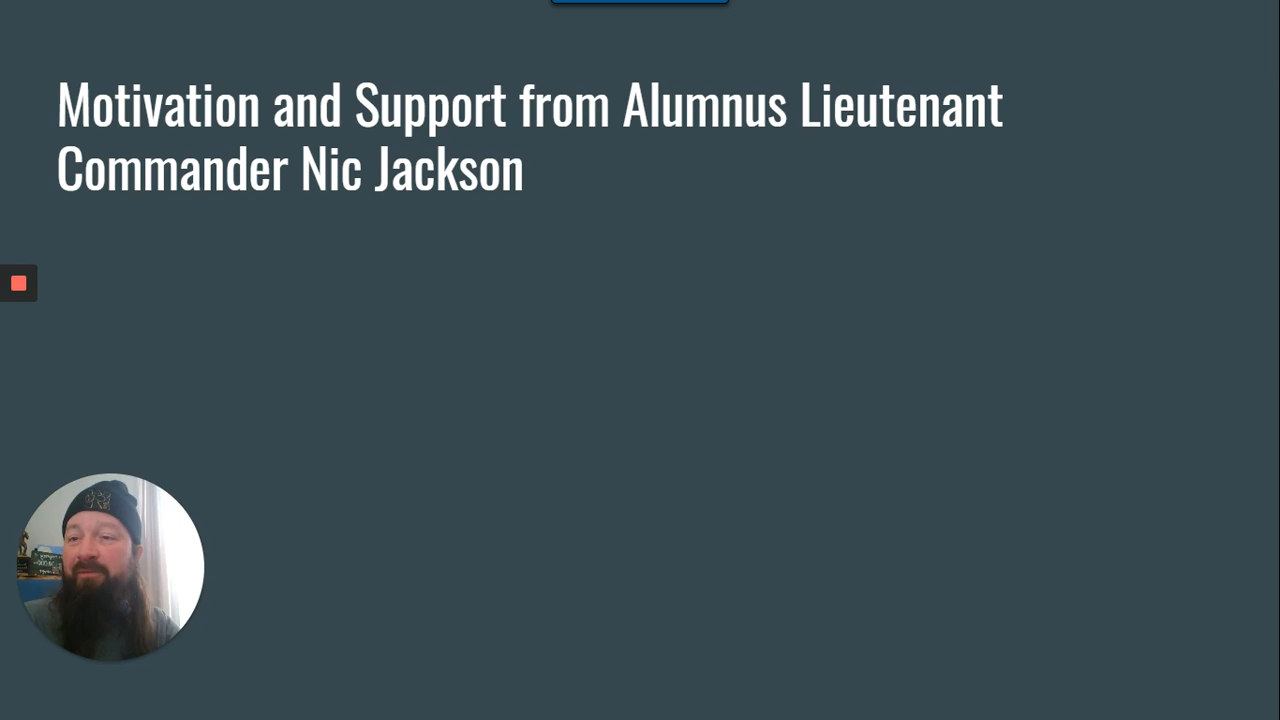 Motivation and Support from Alumnus Lieutenant
Commander Nic Jackson